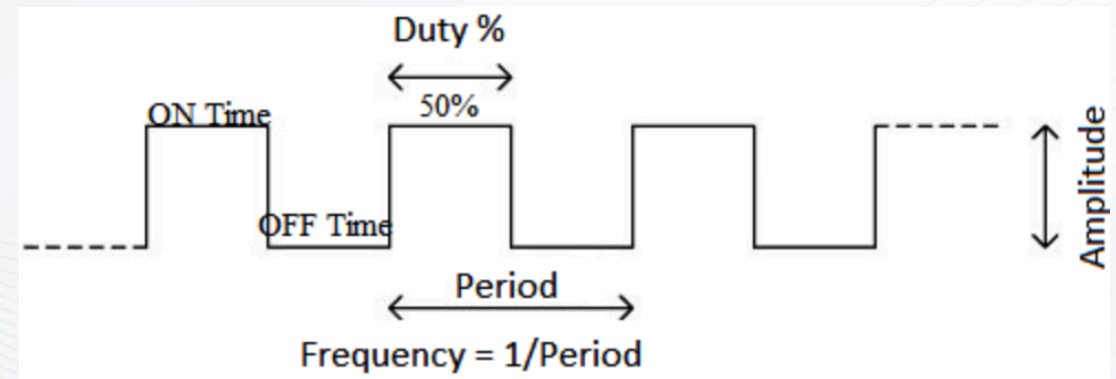 Duty %
50%
ON Time
OFF Time
Amplitude
Period
Frequency = 1/Period